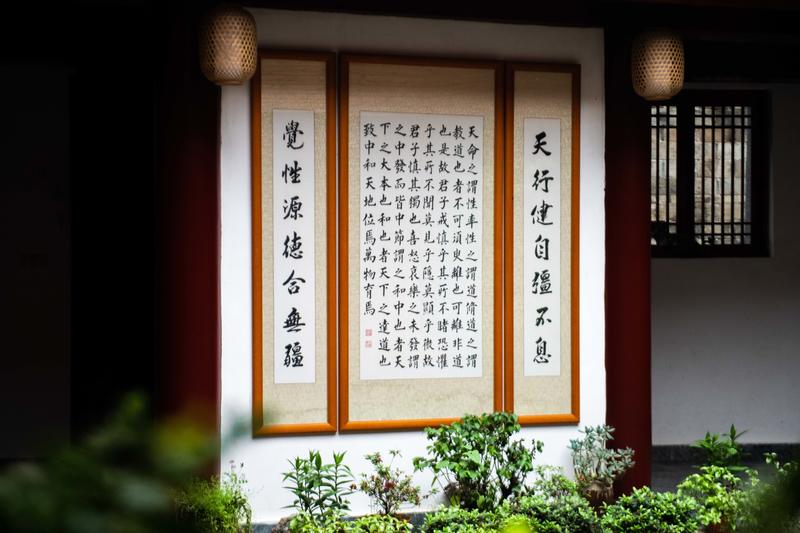 天行健自彊不息
天命之謂性率性之謂道脩道之謂
教道也者不可須臾離也可離非道
也是故君子戒慎乎其所不睹恐懼
乎其所不聞莫見乎隱莫顯乎微故
君子慎其獨也喜怒哀樂之未發謂
之中發而皆中節謂之和中也者天
下之大本也和也者天下之達道也
致中和天地位焉萬物育焉
覺性源德合無疆